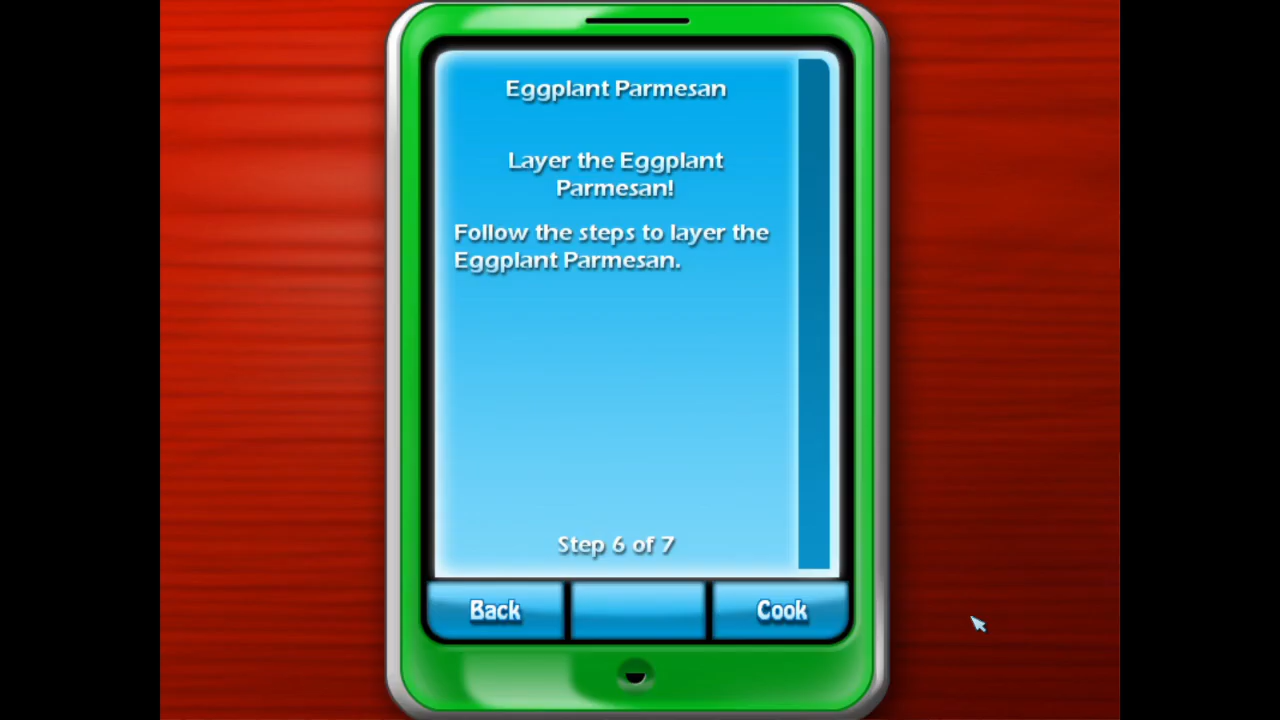 Eggplant Parmesan
Layer the Eggplant
Parmesan!
Follow the steps to layer the
Eggplant Parmesan.
Step 6 of 7
Back
Cook